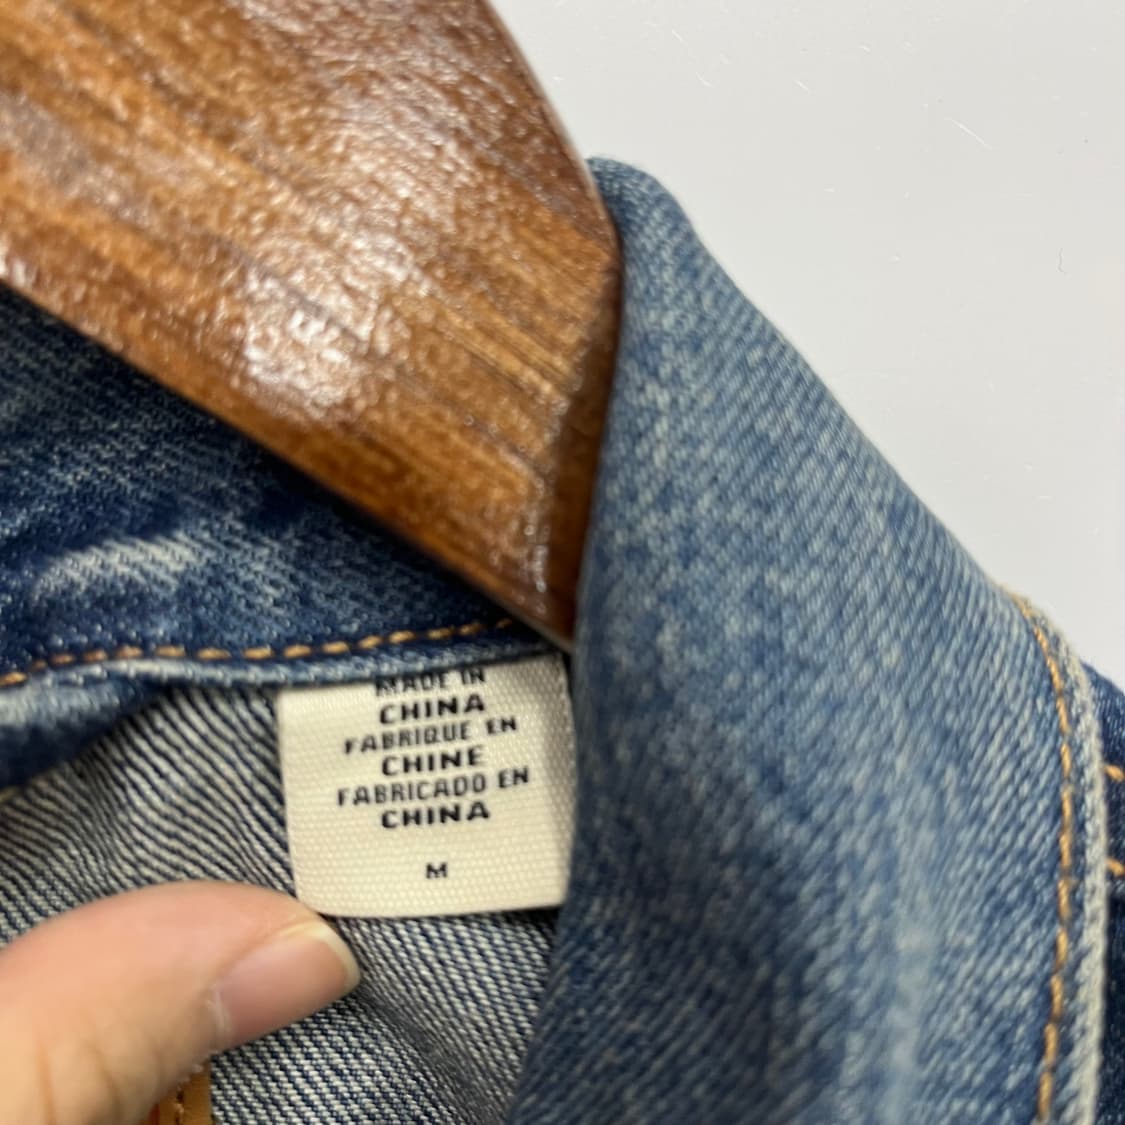 MADE IN
CHINA
FABRIQUE EN
CHINE
FABRICADO EN
CHINA
M